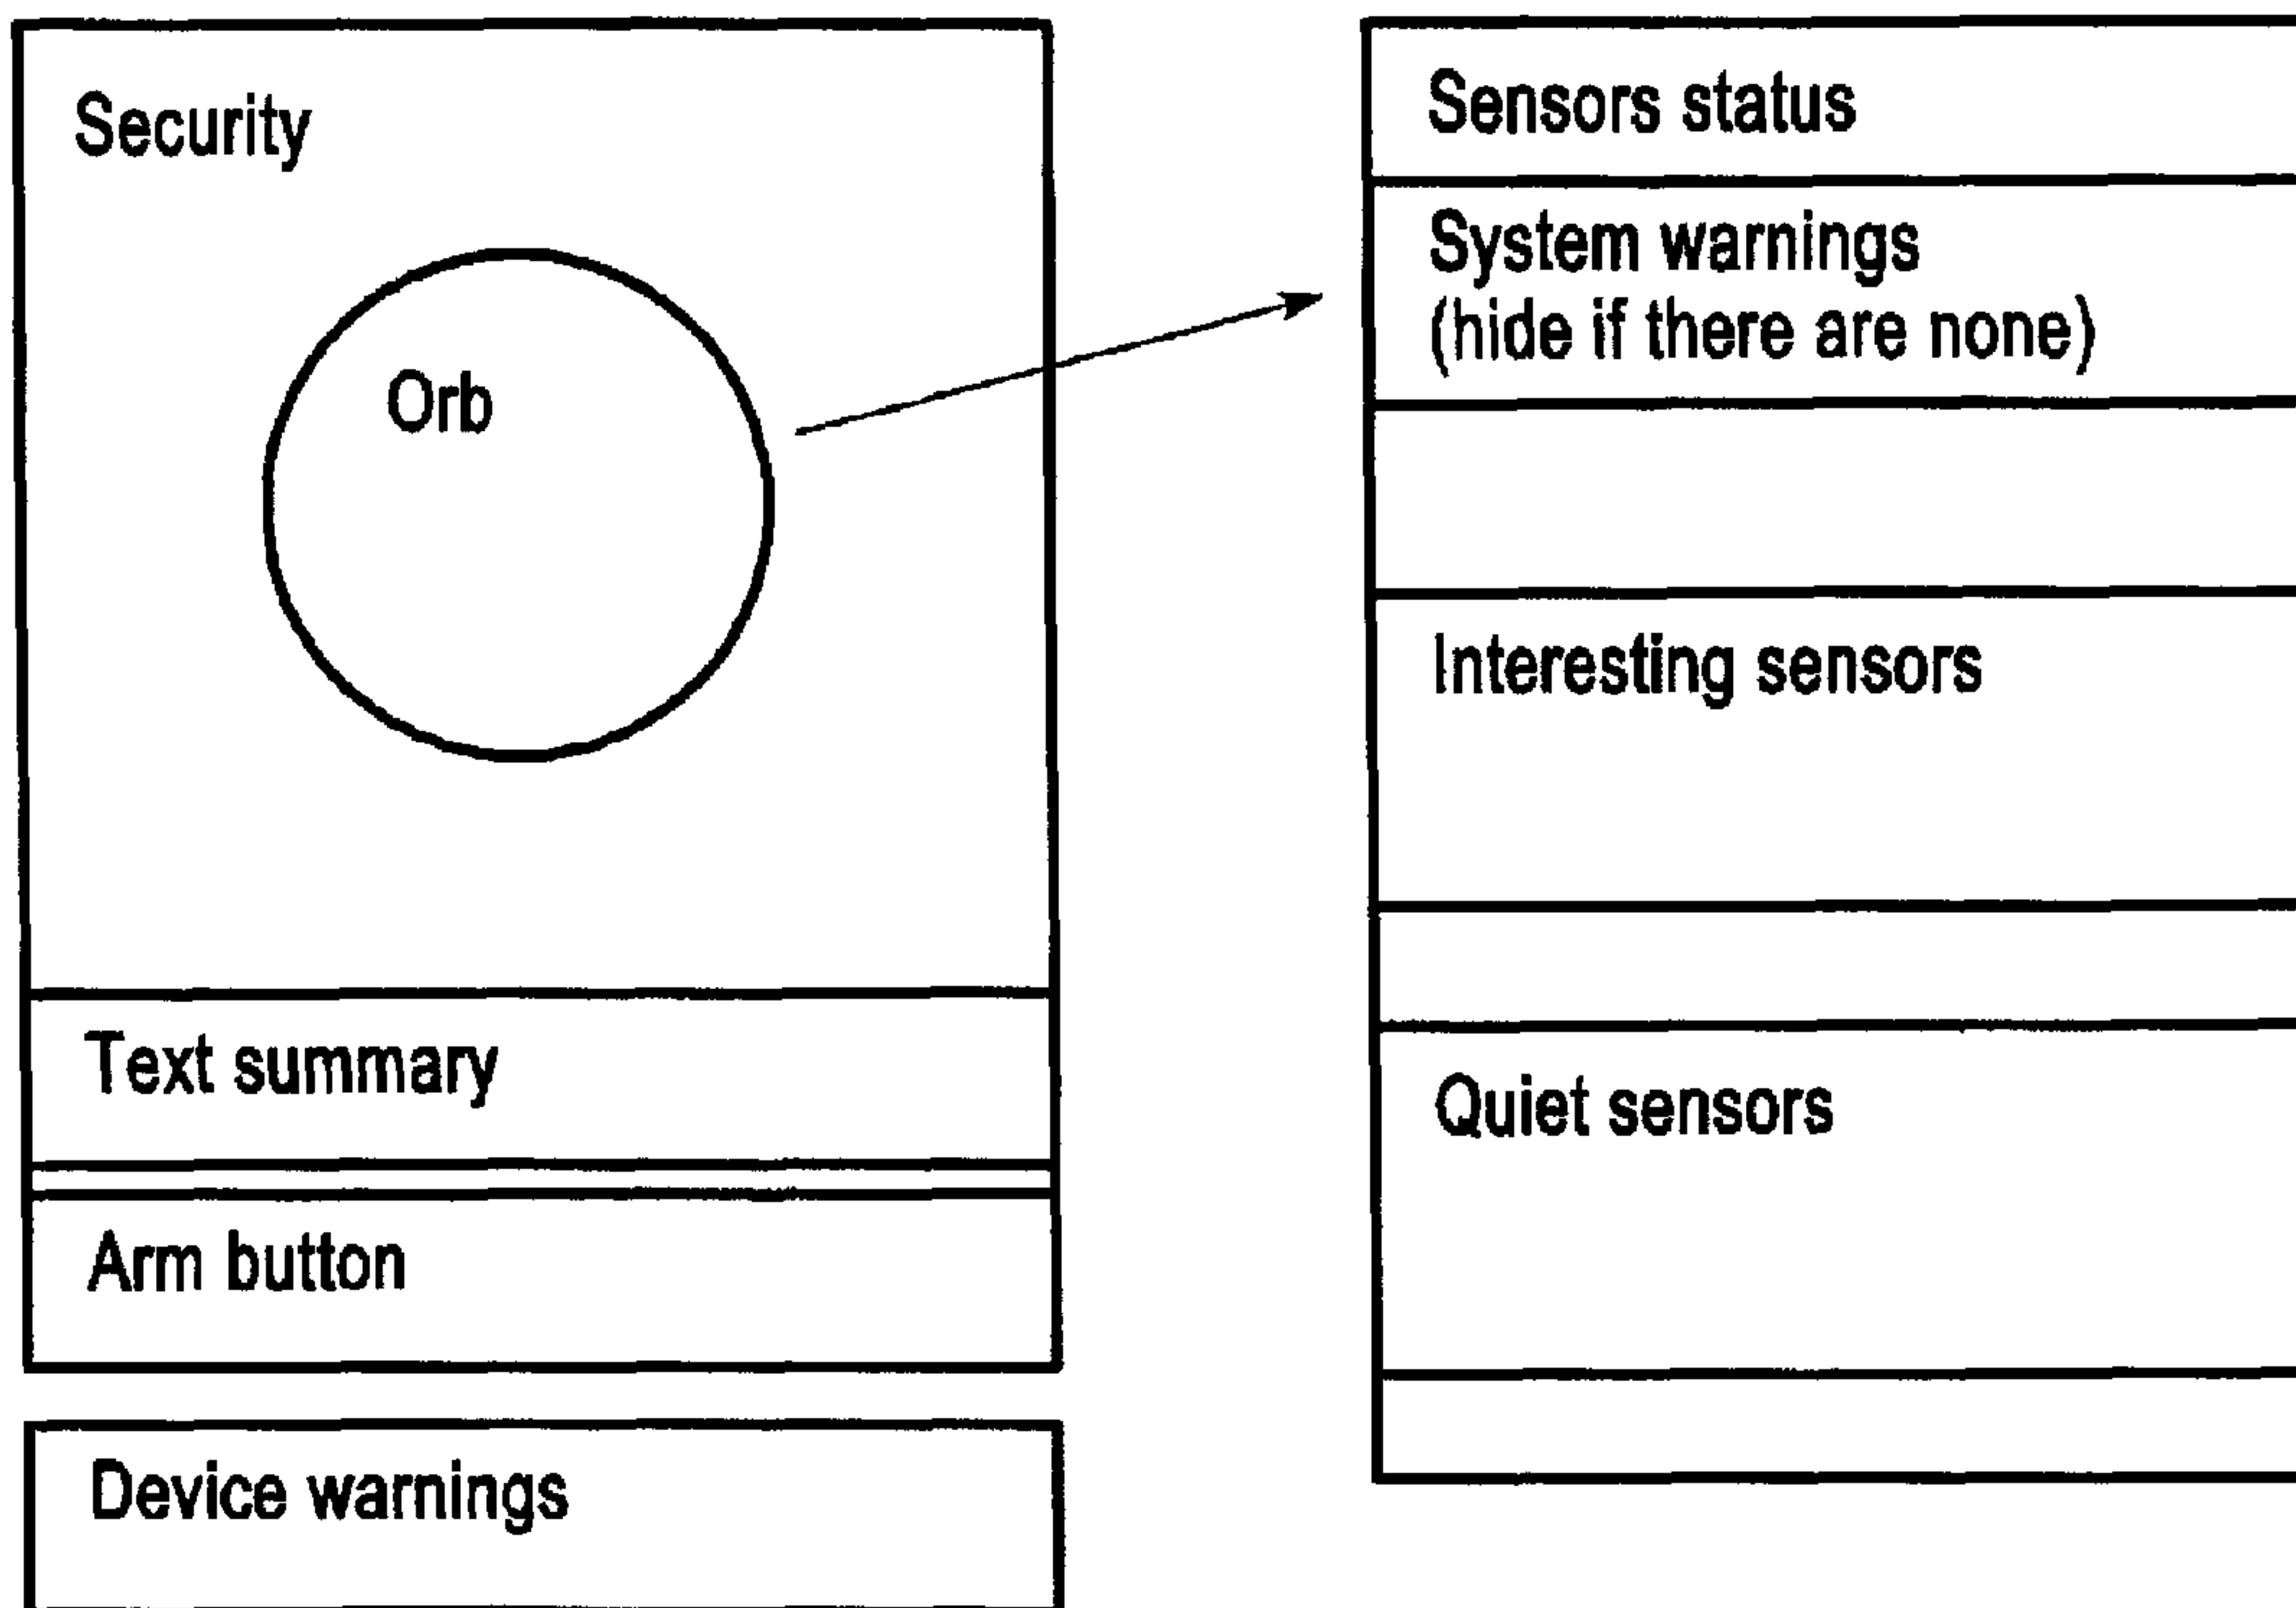 Security
Orb
Text summary
Arm button
Device warnings
Sensors status
System warnings
(hide if there are none)
Interesting sensors
Quiet sensors